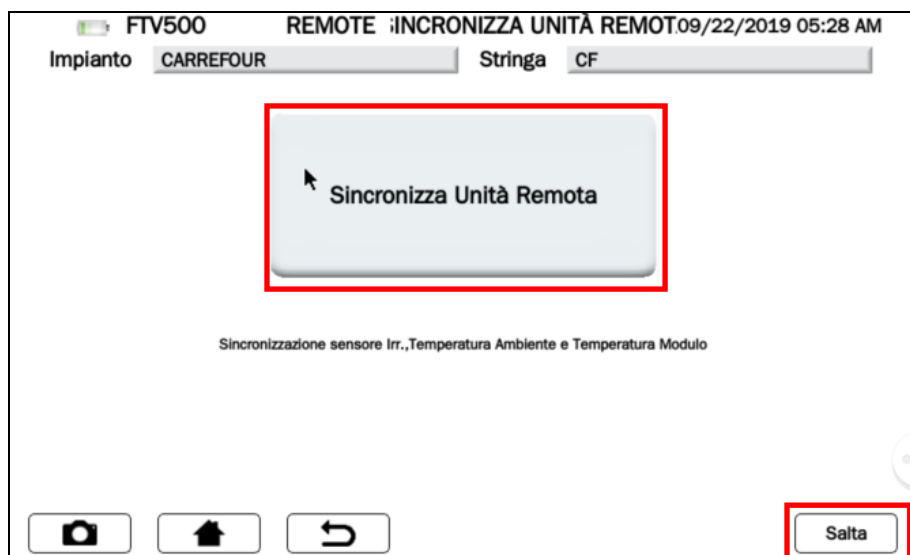 FTV500 REMOTE SINCRONIZZA UNITÀ REMOT 09/22/2019 05:28 AM
Impianto CARREFOUR Stringa CF
Sincronizza Unità Remota
Sincronizzazione sensore Irr.,Temperatura Ambiente e Temperatura Modulo
Salta